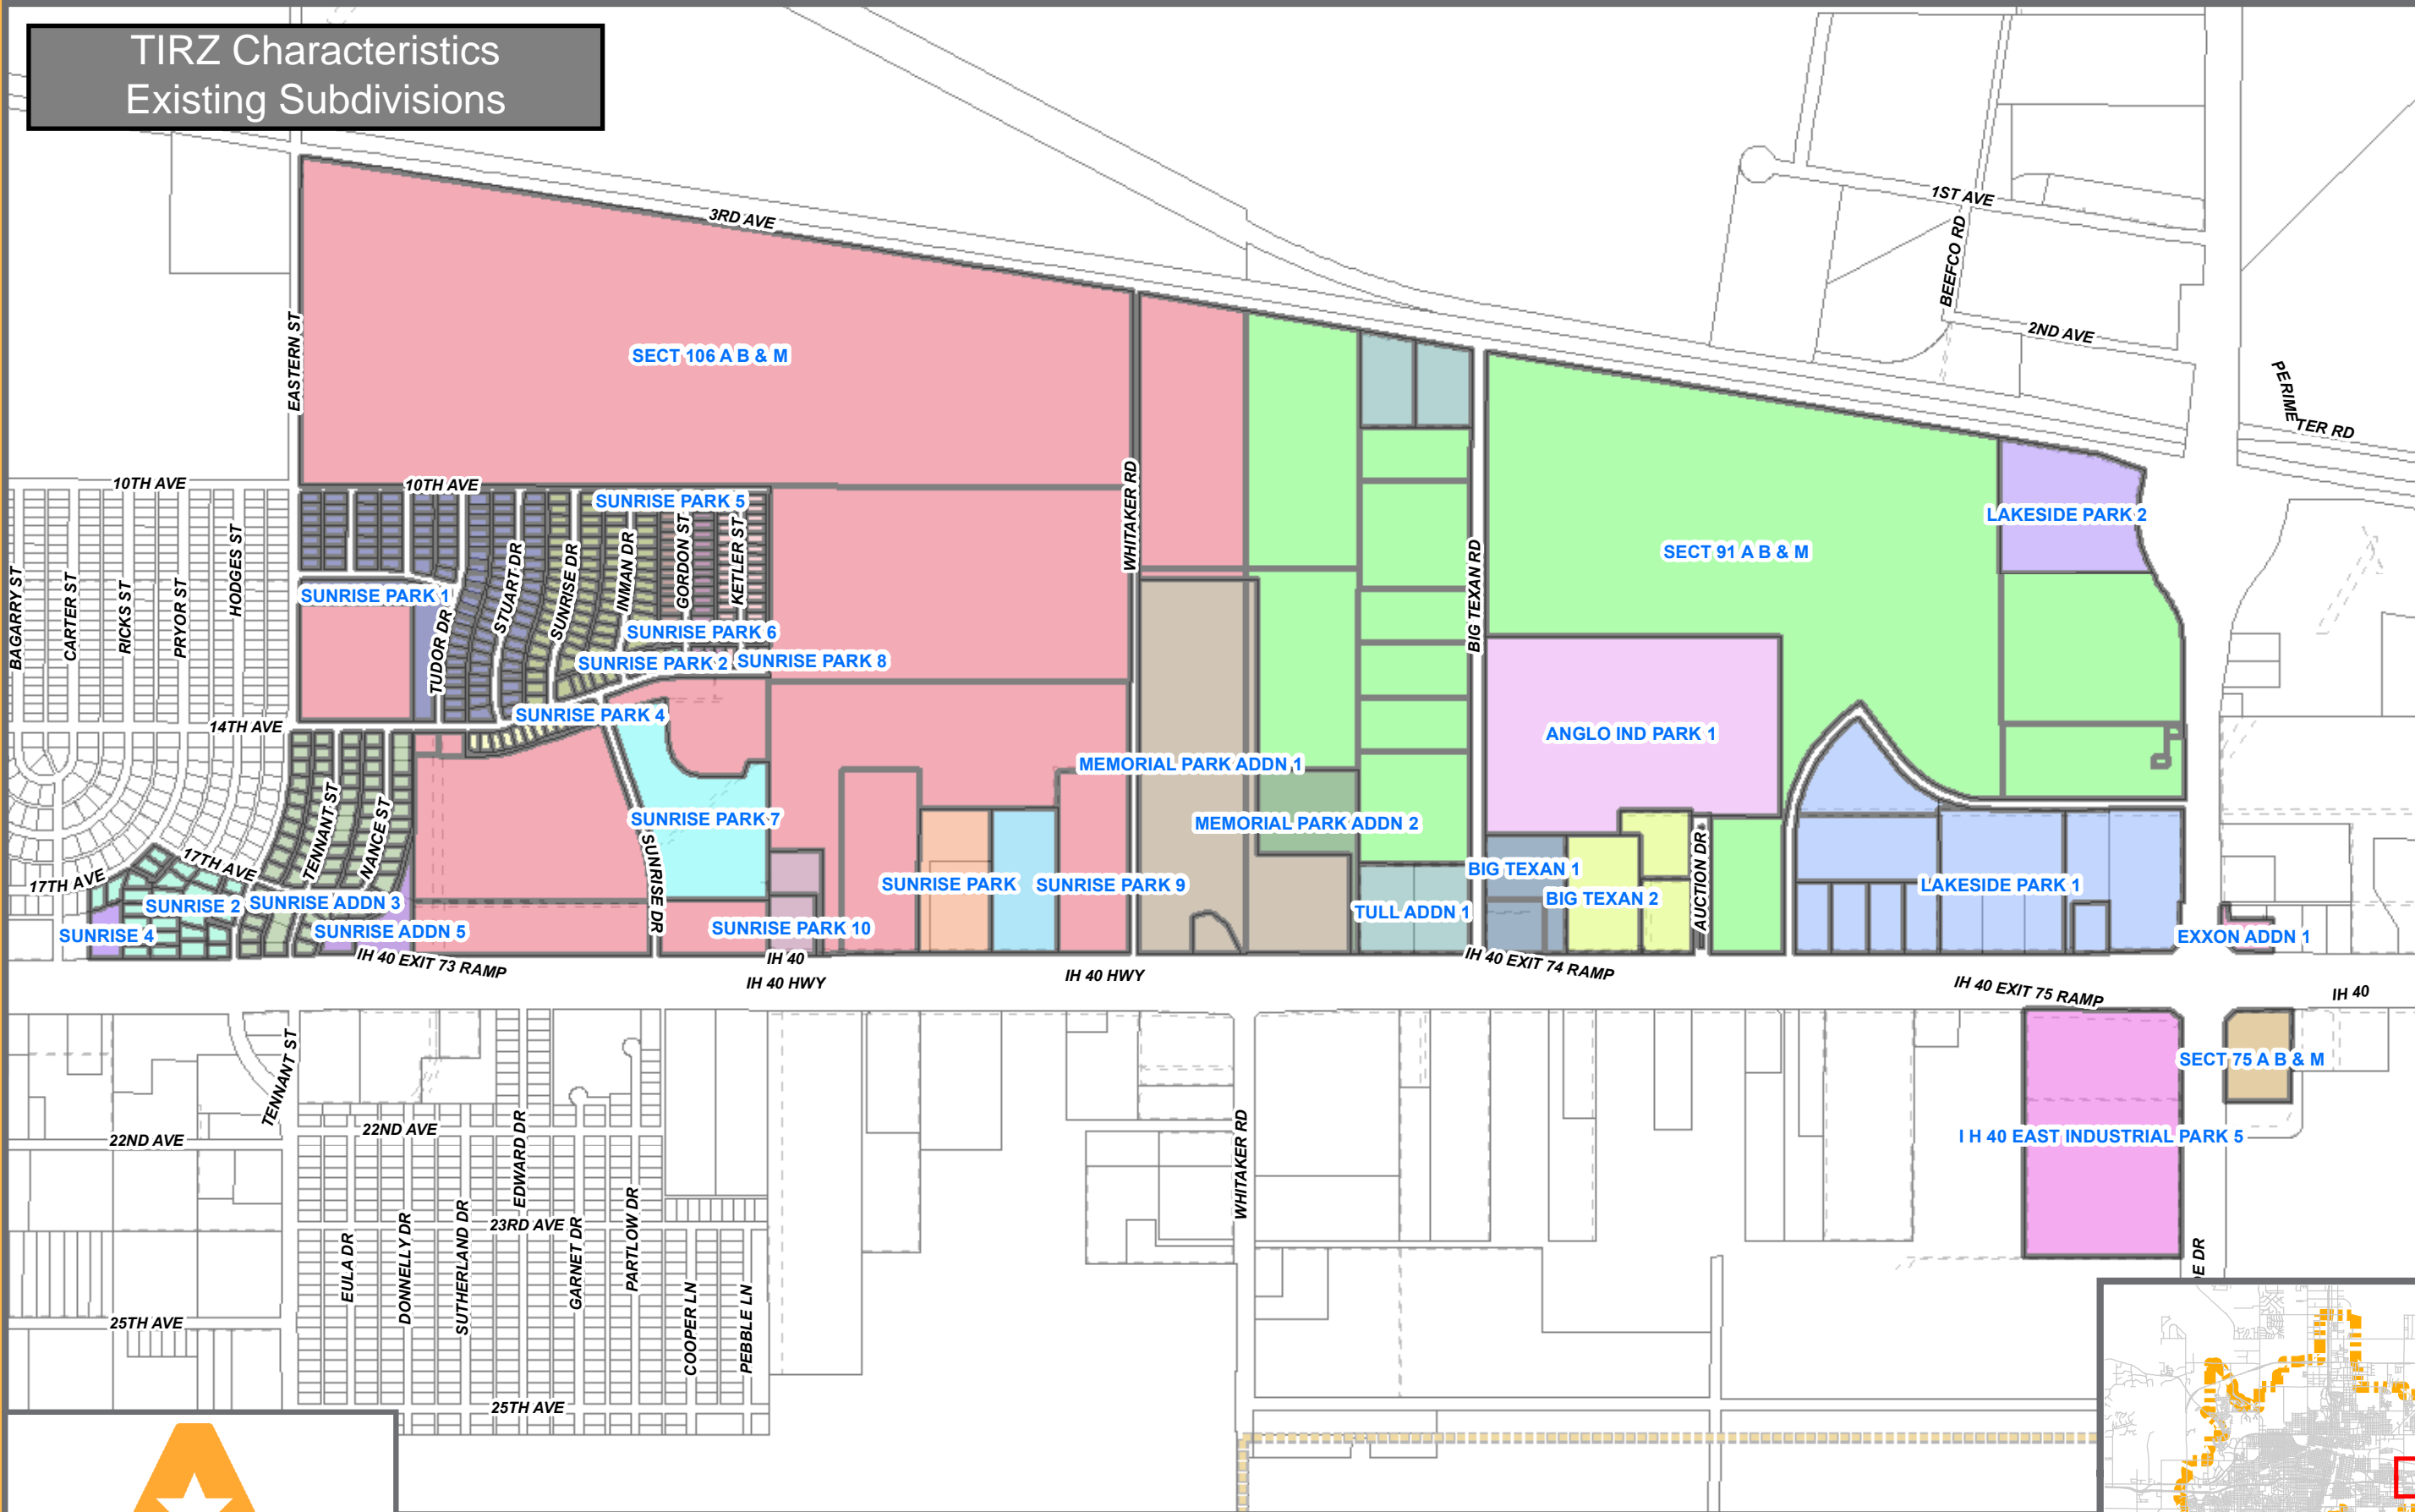 TIRZ Characteristics
Existing Subdivisions
3RD AVE
1ST AVE
BEEFCO RD
2ND AVE
PERIME
TER RD
EASTERN ST
SECT 106 A B & M
WHITAKER RD
BIG TEXAN RD
SECT 91 A B & M
LAKESIDE PARK 2
10TH AVE
10TH AVE
SUNRISE PARK 5
BAGARRY ST
CARTER ST
RICKS ST
PRYOR ST
HODGES ST
SUNRISE PARK 1
TUDOR DR
STUART DR
SUNRISE DR
INMAN DR
GORDON ST
KETLER ST
SUNRISE PARK 6
SUNRISE PARK 2
SUNRISE PARK 8
14TH AVE
SUNRISE PARK 4
ANGLO IND PARK 1
MEMORIAL PARK ADDN 1
TENNANT ST
NANCE ST
SUNRISE PARK 7
MEMORIAL PARK ADDN 2
SUNRISE DR
AUCTION DR
17TH AVE
17TH AVE
BIG TEXAN 1
SUNRISE PARK
SUNRISE PARK 9
LAKESIDE PARK 1
SUNRISE 2
SUNRISE ADDN 3
BIG TEXAN 2
TULL ADDN 1
SUNRISE 4
SUNRISE ADDN 5
SUNRISE PARK 10
EXXON ADDN 1
IH 40 EXIT 73 RAMP
IH 40
IH 40 HWY
IH 40 HWY
IH 40 EXIT 74 RAMP
IH 40 EXIT 75 RAMP
IH 40
TENNANT ST
SECT 75 A B & M
22ND AVE
22ND AVE
EDWARD DR
WHITAKER RD
I H 40 EAST INDUSTRIAL PARK 5
23RD AVE
EULA DR
DONNELLY DR
SUTHERLAND DR
GARNET DR
PARTLOW DR
COOPER LN
PEBBLE LN
DE DR
25TH AVE
25TH AVE